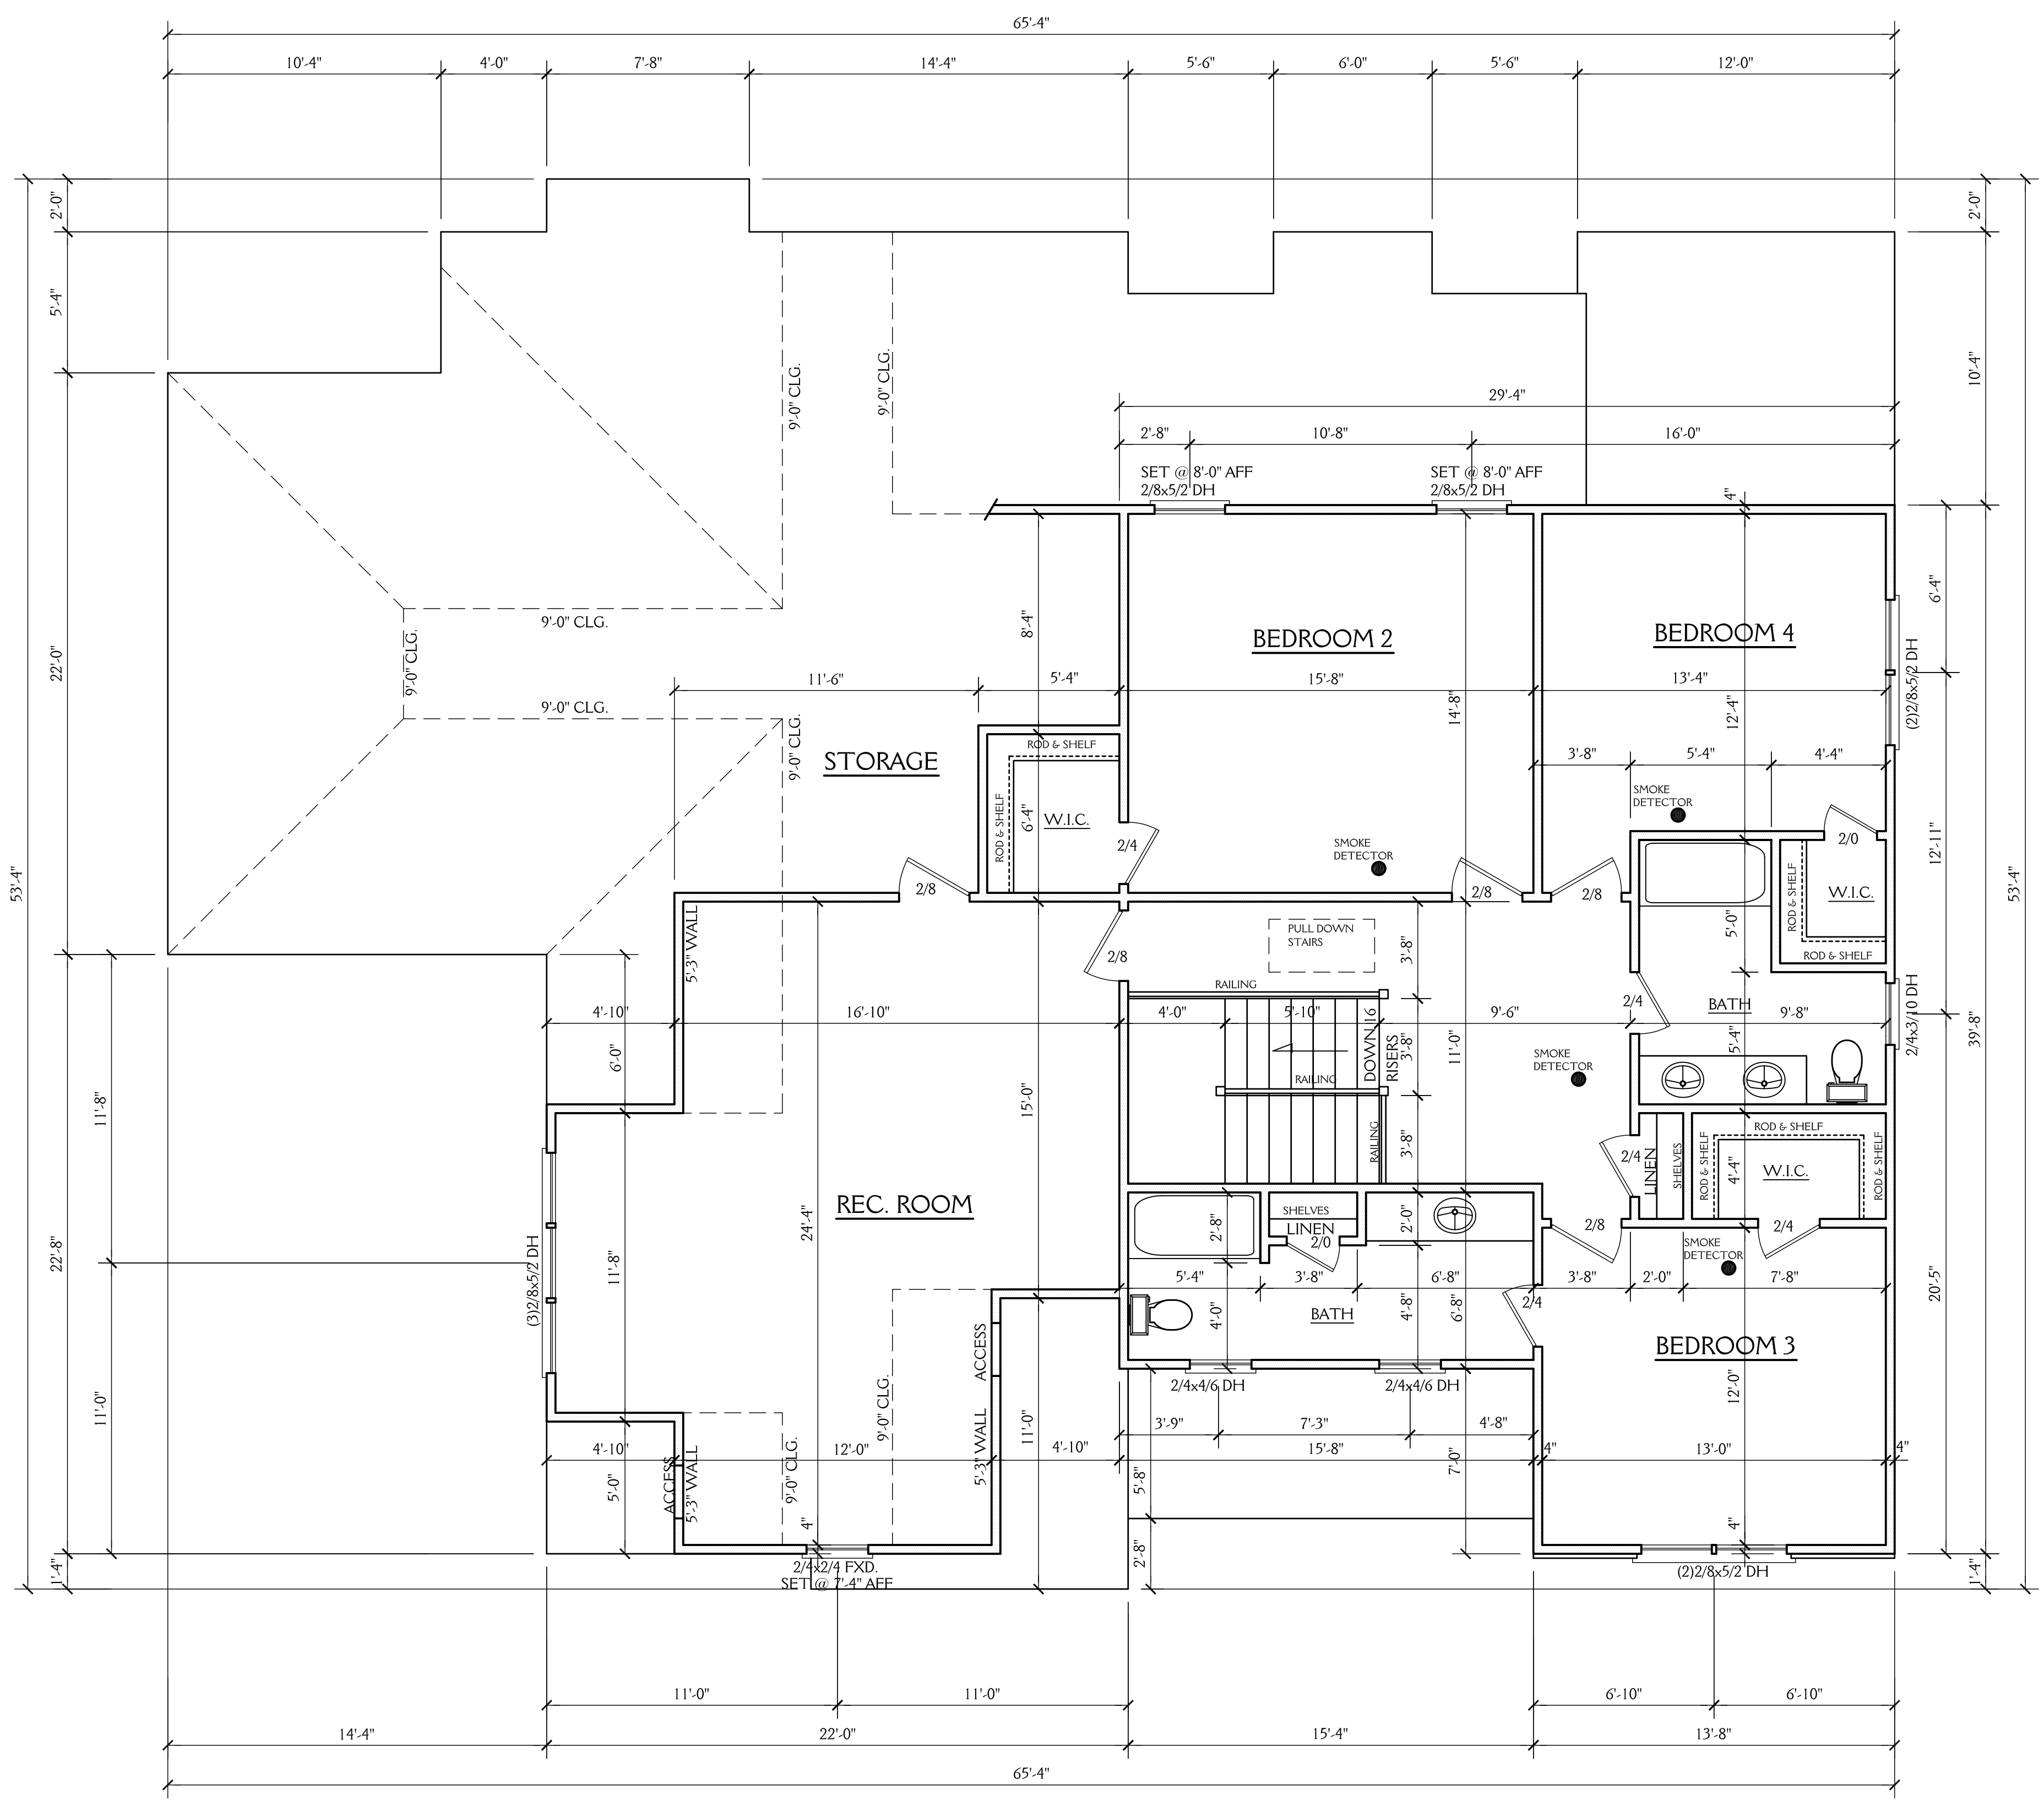 65'-4"
10'-4" 4'-0" 7'-8" 14'-4" 5'-6" 6'-0" 5'-6" 12'-0"
2'-0"
2'-0"
5'-4"
10'-4"
9'-0" CLG.
9'-0" CLG.
29'-4"
2'-8" 10'-8" 16'-0"
SET @ 8'-0" AFF
2/8x5/2 DH
SET @ 8'-0" AFF
2/8x5/2 DH
4"
6'-4"
9'-0" CLG.
8'-4"
BEDROOM 2
BEDROOM 4
22'-0"
9'-0" CLG.
(2)2/8x5/2 DH
11'-6" 5'-4" 15'-8" 13'-4"
9'-0" CLG.
14'-8"
12'-4"
9'-0" CLG.
STORAGE
ROD & SHELF
3'-8" 5'-4" 4'-4"
ROD & SHELF
6'-4"
W.I.C.
SMOKE
DETECTOR
2/4
SMOKE
DETECTOR
2/0
12'-11"
53'-4"
53'-4"
2/8
2/8
2/8
ROD & SHELF
W.I.C.
5'-3" WALL
PULL DOWN
STAIRS
5'-0"
ROD & SHELF
2/8
3'-8"
RAILING
2/4
BATH
2/4x3/10 DH
4'-10" 16'-10" 4'-0" 5'-10" 9'-6" 9'-8"
39'-8"
6'-0"
DOWN 16
RISERS
3'-8"
11'-0"
5'-4"
SMOKE
DETECTOR
RAILING
11'-8"
15'-0"
RAILING
3'-8"
2/4
LINEN
SHELVES
ROD & SHELF
ROD & SHELF
4'-4"
W.I.C.
ROD & SHELF
REC. ROOM
24'-4"
2'-8"
SHELVES
LINEN
2/0
2'-0"
2/8
2/4
SMOKE
DETECTOR
22'-8"
(3)2/8x5/2 DH
11'-8"
5'-4" 3'-8" 6'-8" 3'-8" 2'-0" 7'-8"
20'-5"
4'-0"
BATH
4'-8"
6'-8"
2/4
BEDROOM 3
ACCESS
2/4x4/6 DH
2/4x4/6 DH
12'-0"
11'-0"
9'-0" CLG.
5'-3" WALL
11'-0"
3'-9" 7'-3" 4'-8"
4'-10" 12'-0" 4'-10" 15'-8" 4" 13'-0" 4"
ACCESS
5'-3" WALL
9'-0" CLG.
5'-0"
5'-8"
7'-0"
4"
4"
2/4x2/4 FXD.
SET @ 7'-4" AFF
2'-8"
(2)2/8x5/2 DH
1'-4"
1'-4"
11'-0" 11'-0" 6'-10" 6'-10"
14'-4" 22'-0" 15'-4" 13'-8"
65'-4"